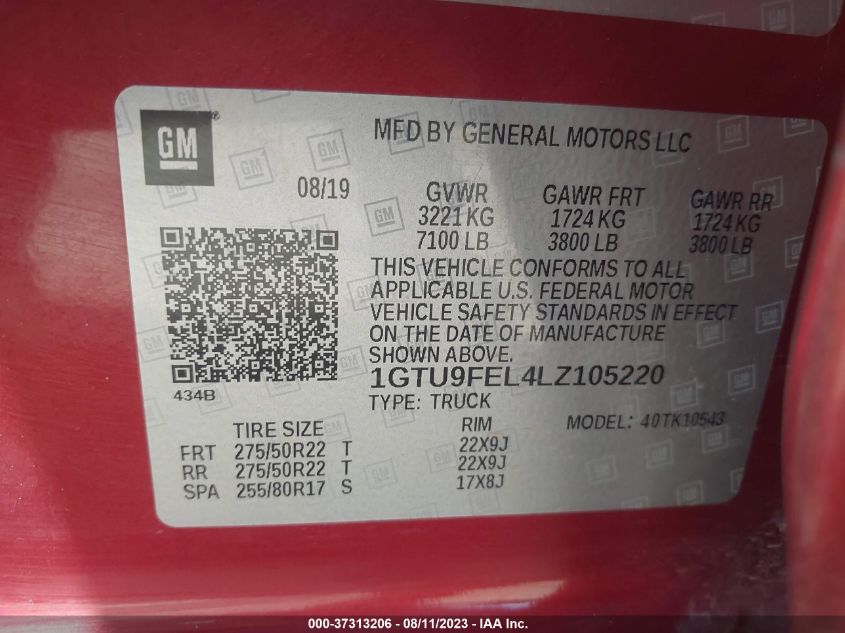 GM
MFD BY GENERAL MOTORS LLC
08/19
GVWR GAWR FRT GAWR RR
3221 KG 1724 KG 1724 KG
7100 LB 3800 LB 3800 LB
THIS VEHICLE CONFORMS TO ALL
APPLICABLE U.S. FEDERAL MOTOR
VEHICLE SAFETY STANDARDS IN EFFECT
ON THE DATE OF MANUFACTURE
SHOWN ABOVE.
434B
1GTU9FEL4LZ105220
TYPE: TRUCK MODEL: 40TK10543
TIRE SIZE RIM
FRT 275/50R22 T 22X9J
RR 275/50R22 T 22X9J
SPA 255/80R17 S 17X8J
000-37313206 - 08/11/2023 - IAA, Inc.